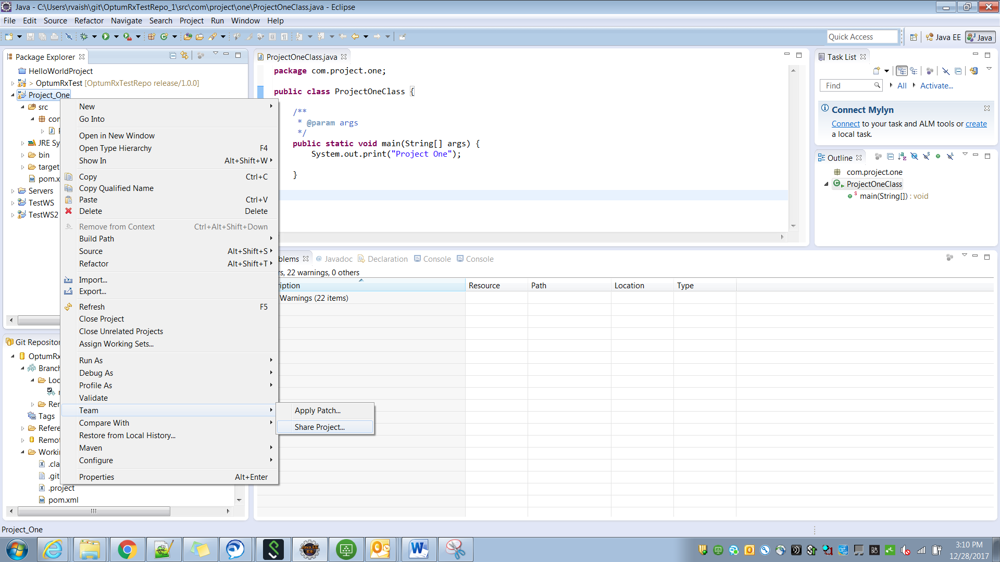 Java - C:\Users\rvaish\git\OptumRxTestRepo_1\src\com\project\one\ProjectOneClass.java - Eclipse
File Edit Source Refactor Navigate Search Project Run Window Help
Quick Access
Java EE
Java
Package Explorer
HelloWorldProject
> OptumRxTest [OptumRxTestRepo release/1.0.0]
Project_One
src
con
JRE Sy
bin
target
pom.x
Servers
TestWS
TestWS2
New
Go Into
Open in New Window
Open Type Hierarchy F4
Show In Alt+Shift+W
Copy Ctrl+C
Copy Qualified Name
Paste Ctrl+V
Delete Delete
Remove from Context Ctrl+Alt+Shift+Down
Build Path
Source Alt+Shift+S
Refactor Alt+Shift+T
Import...
Export...
Refresh F5
Close Project
Close Unrelated Projects
Assign Working Sets...
Run As
Debug As
Profile As
Validate
Team
Compare With
Restore from Local History...
Maven
Configure
Properties Alt+Enter
Apply Patch...
Share Project...
Git Repositor
OptumRx
Branch
Loc
Rer
Tags
Refere
Remot
Workin
.cla
.git
.project
pom.xml
ProjectOneClass.java
package com.project.one;
public class ProjectOneClass {
/**
* @param args
*/
public static void main(String[] args) {
System.out.print("Project One");
}
blems
@ Javadoc
Declaration
Console
Console
rs, 22 warnings, 0 others
ription Resource Path Location Type
Warnings (22 items)
Task List
Find
All
Activate...
Connect Mylyn
Connect to your task and ALM tools or create
a local task.
Outline
com.project.one
ProjectOneClass
main(String[]) : void
Project_One
3:10 PM
12/28/2017